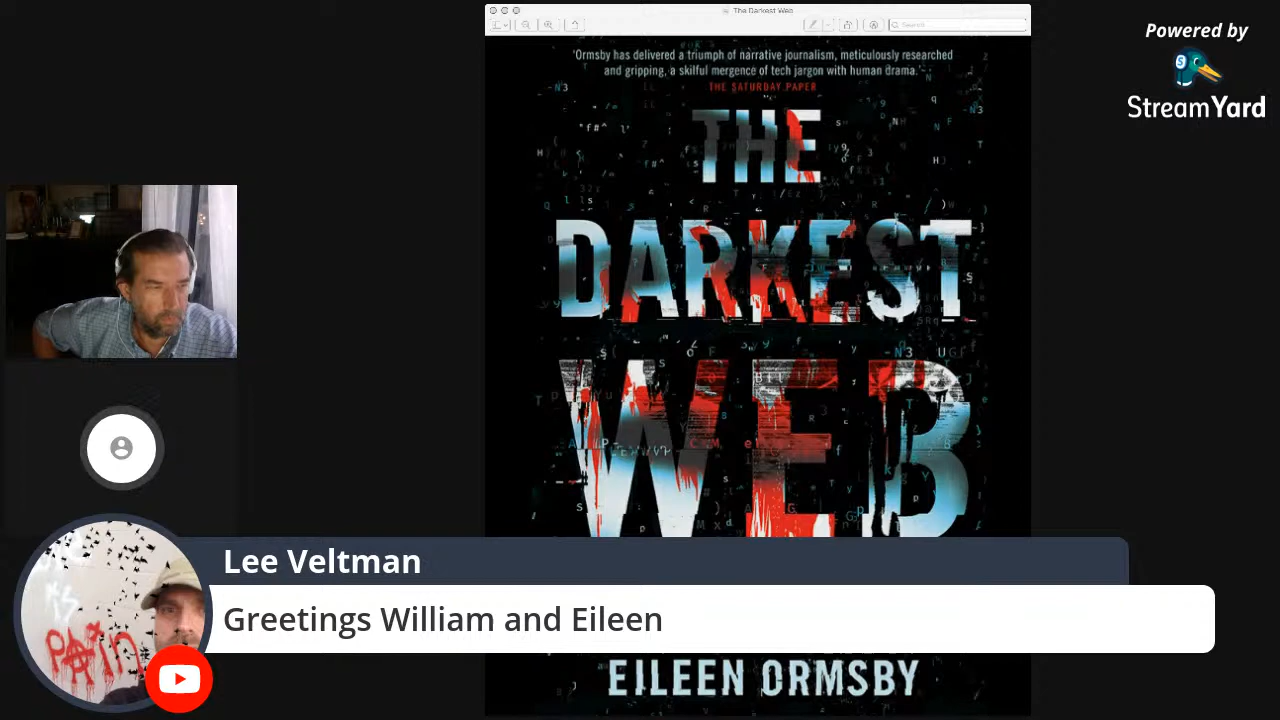 The Darkest Web
Search
Powered by
StreamYard
'Ormsby has delivered a triumph of narrative journalism, meticulously researched
and gripping, a skilful mergence of tech jargon with human drama.'
THE SATURDAY PAPER
THE
DARKEST
WEB
Lee Veltman
Greetings William and Eileen
PAin
EILEEN ORMSBY